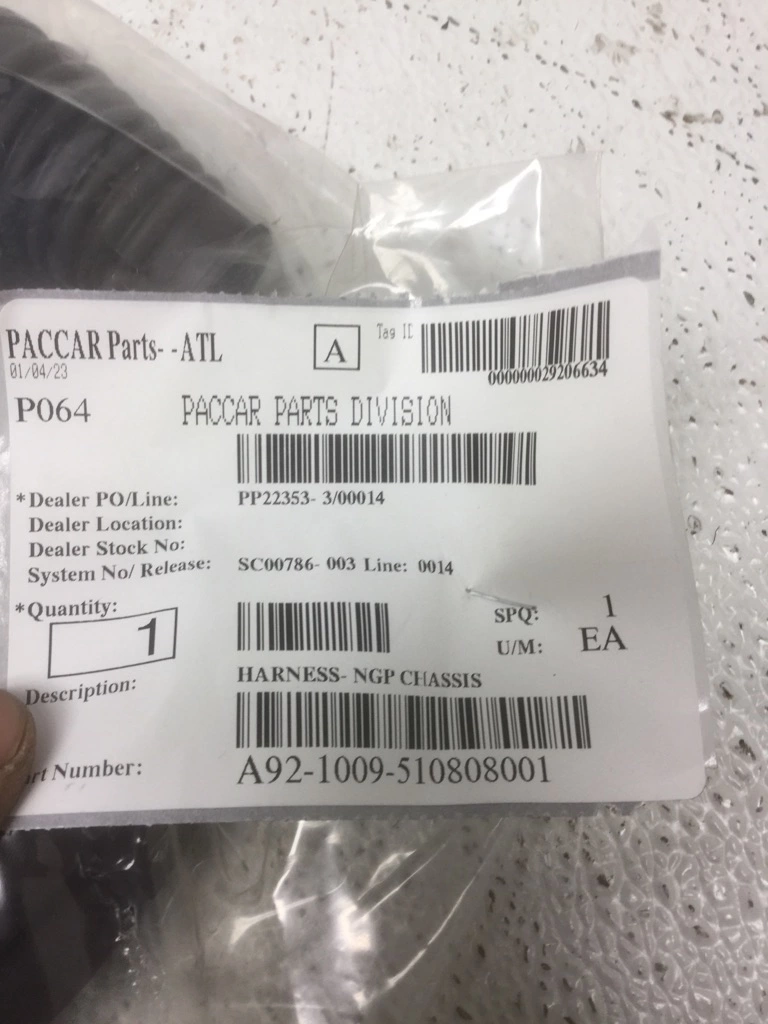 PACCAR Parts- -ATL
A
Tag ID
01/04/23
000000029206634
P064 PACCAR PARTS DIVISION
*Dealer PO/Line: PP22353- 3/00014
Dealer Location:
Dealer Stock No:
System No/ Release: SC00786- 003 Line: 0014
*Quantity: 1
SPQ: 1
U/M: EA
Description: HARNESS- NGP CHASSIS
Number: A92-1009-510808001